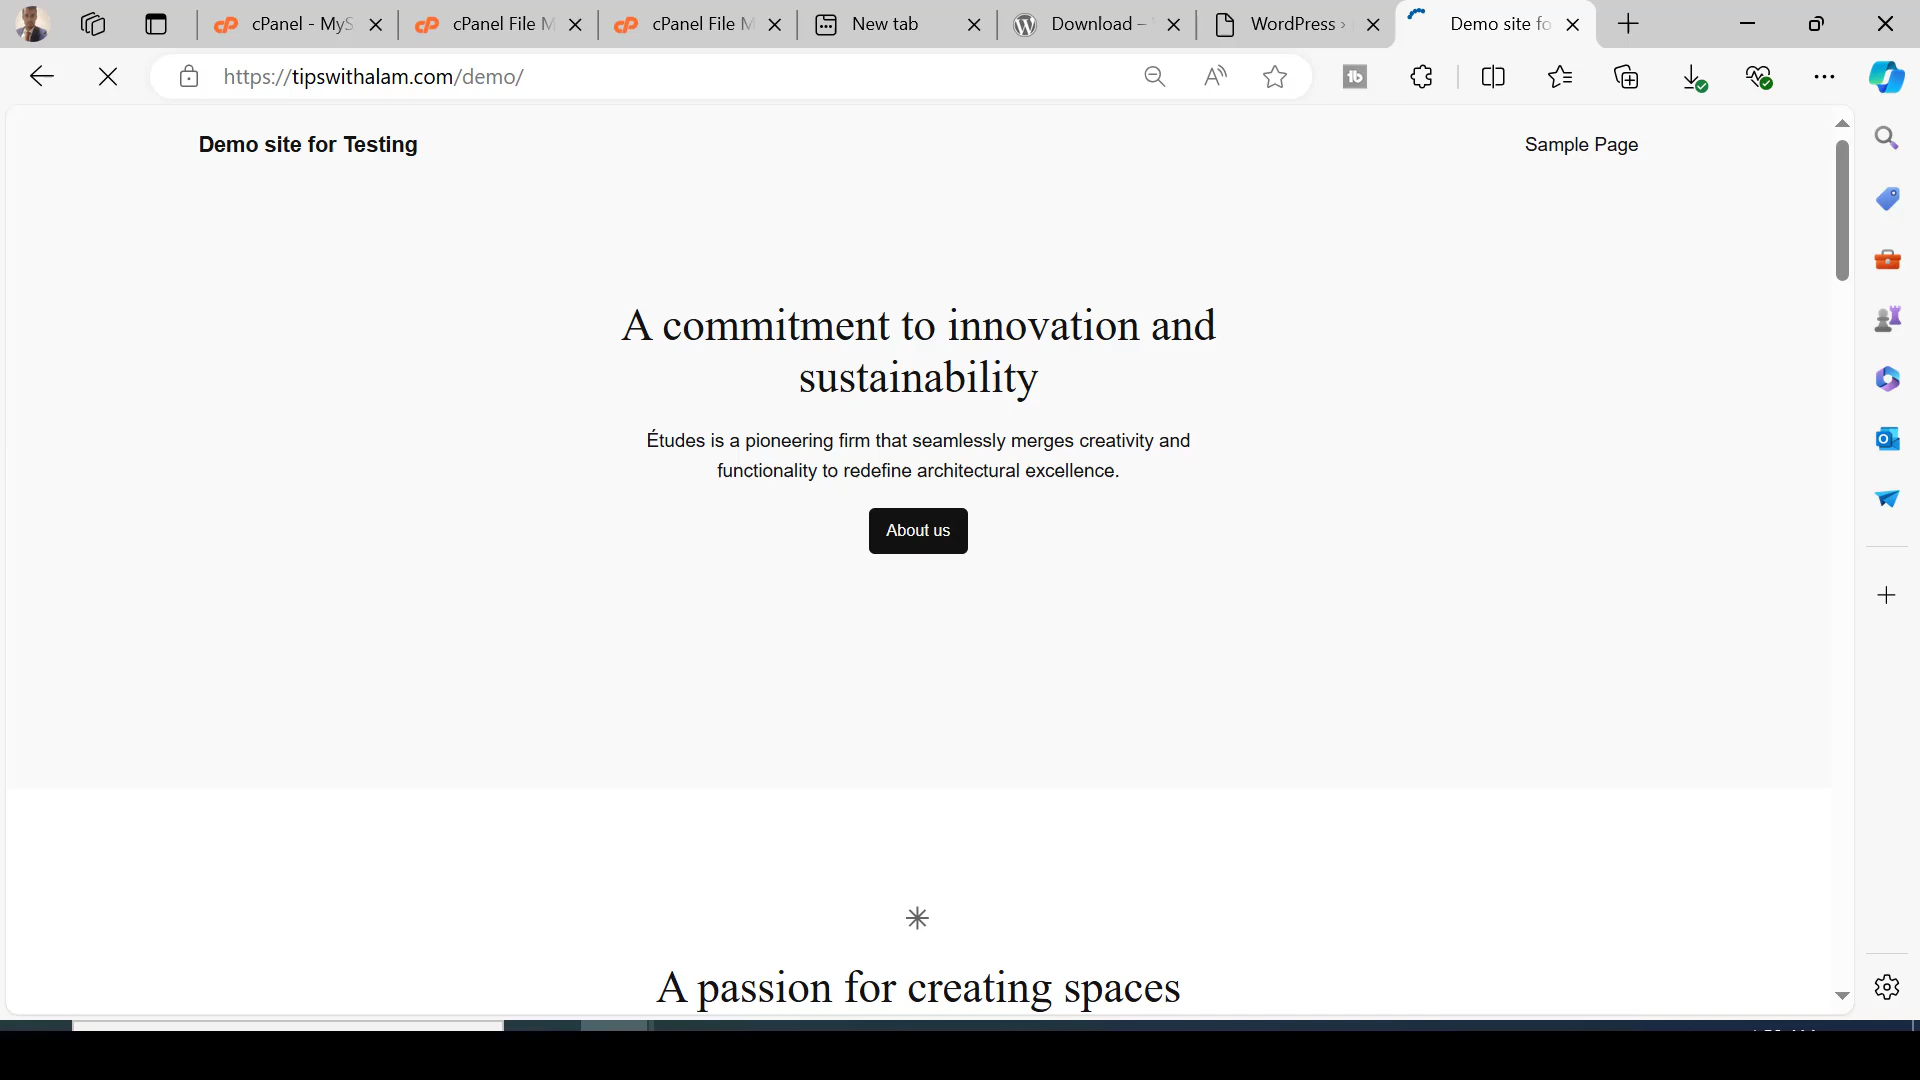 cPanel - MyS
cPanel File M
cPanel File M
New tab
Download –
WordPress ›
Demo site fo
https://tipswithalam.com/demo/
Demo site for Testing
Sample Page
A commitment to innovation and
sustainability
Études is a pioneering firm that seamlessly merges creativity and
functionality to redefine architectural excellence.
About us
A passion for creating spaces